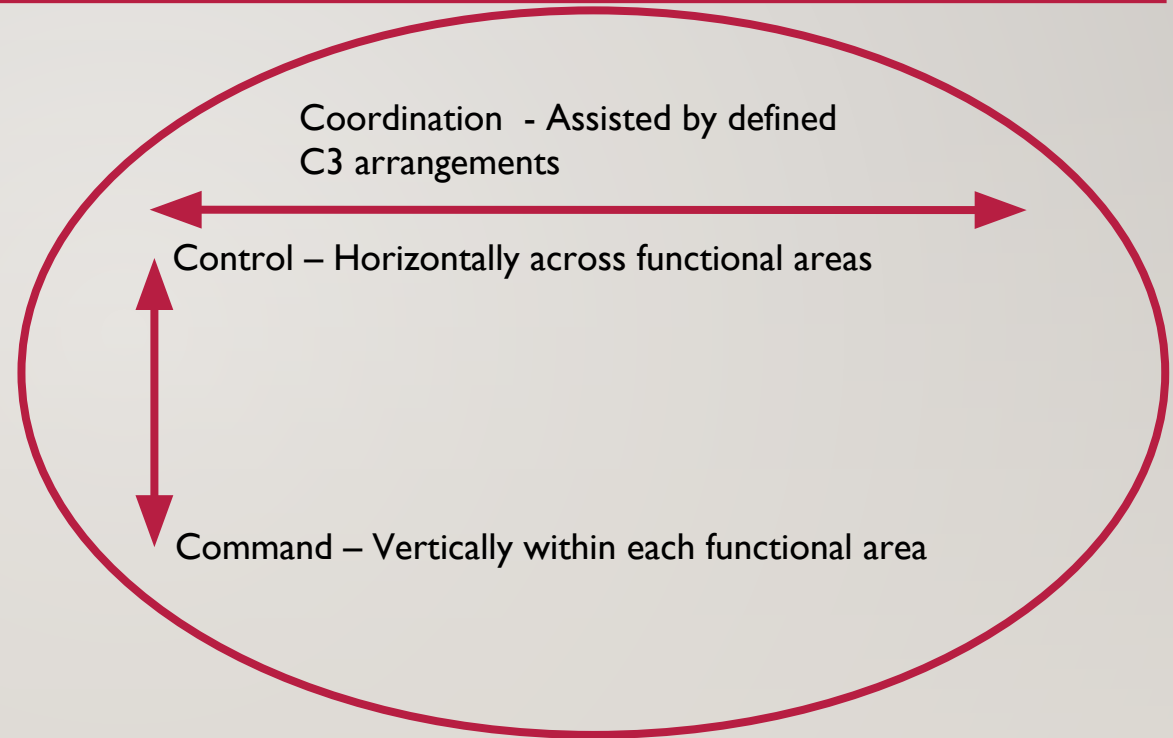 Coordination  - Assisted by defined
C3 arrangements
Control – Horizontally across functional areas
Command – Vertically within each functional area